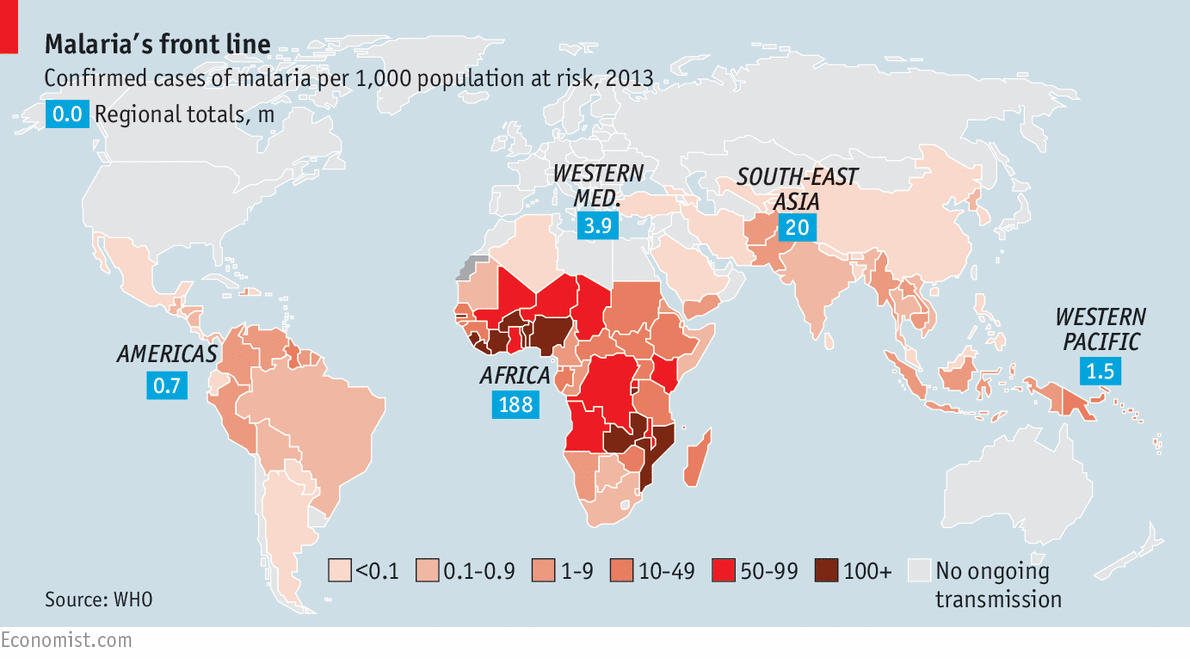 Malaria's front line
Confirmed cases of malaria per 1,000 population at risk, 2013
0.0 Regional totals, m
WESTERN
MED.
3.9
SOUTH-EAST
ASIA
20
WESTERN
PACIFIC
1.5
AMERICAS
0.7
AFRICA
188
<0.1 0.1-0.9 1-9 10-49 50-99 100+ No ongoing
transmission
Source: WHO
Economist.com